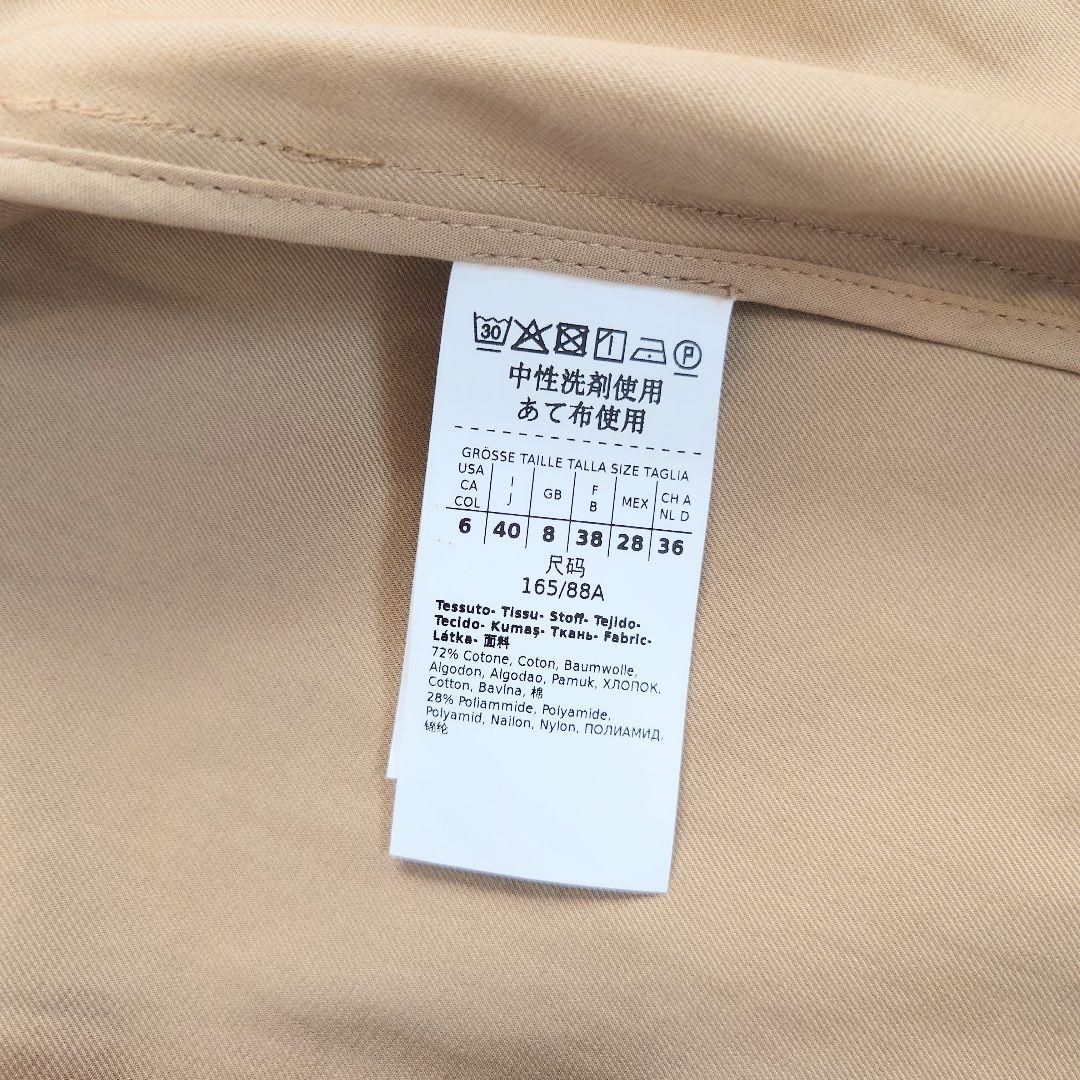 30 P
中性洗剤使用
あて布使用
GRÖSSE TAILLE TALLA SIZE TAGLIA
USA CA COL | I J | GB | F B | MEX | CH A NL D
6 | 40 | 8 | 38 | 28 | 36
尺码
165/88A
Tessuto- Tissu- Stoff- Tejido-
Tecido- Kumaş- Ткань- Fabric-
Látka- 面料
72% Cotone, Coton, Baumwolle,
Algodon, Algodao, Pamuk, ХЛОПОК,
Cotton, Bavlna, 棉
28% Poliammide, Polyamide,
Polyamid, Nailon, Nylon, ПОЛИАМИД,
锦纶